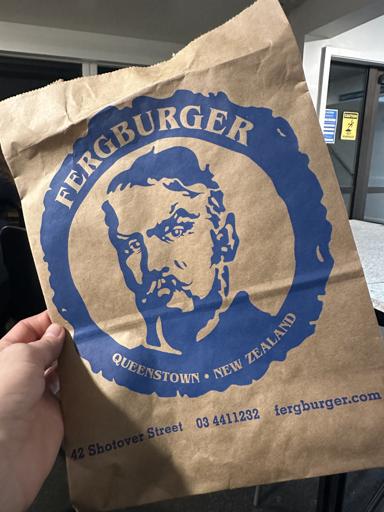 FERGBURGER
QUEENSTOWN • NEW ZEALAND
42 Shotover Street 03 4411232 fergburger.com